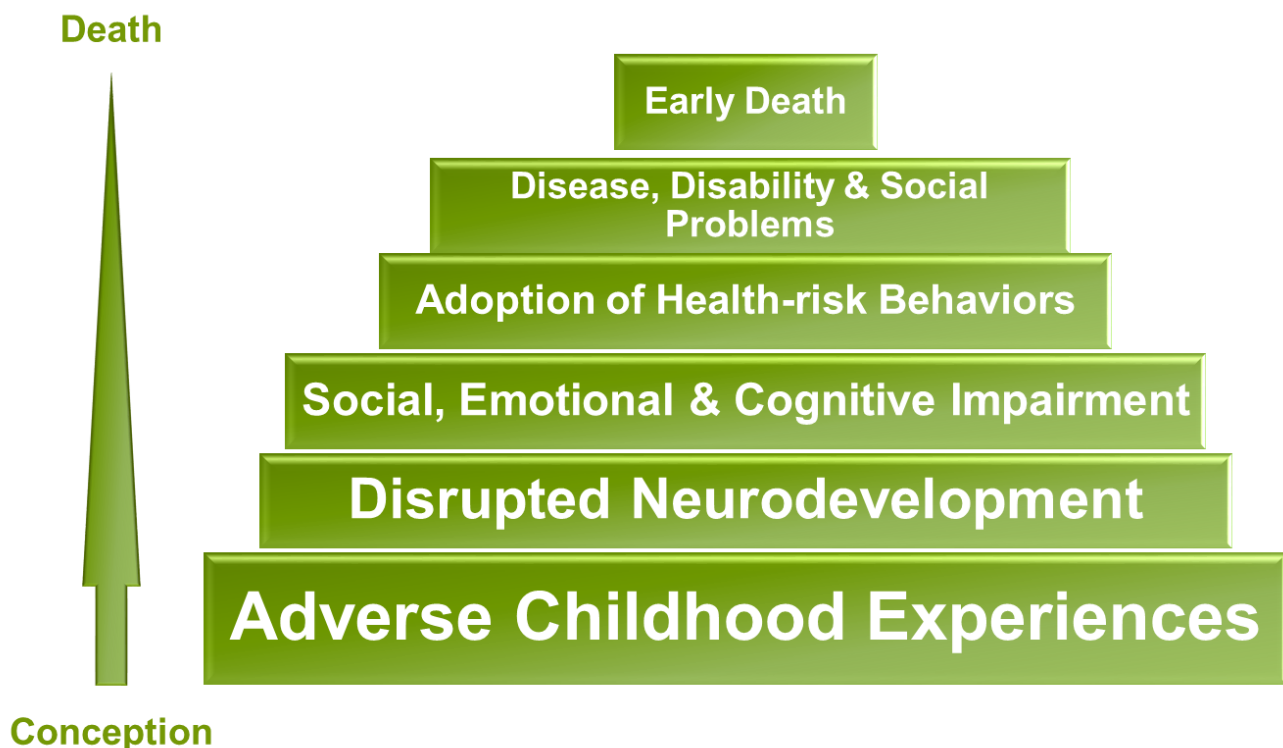 Death
Early Death
Disease, Disability & Social
Problems
Adoption of Health-risk Behaviors
Social, Emotional & Cognitive Impairment
Disrupted Neurodevelopment
Adverse Childhood Experiences
Conception